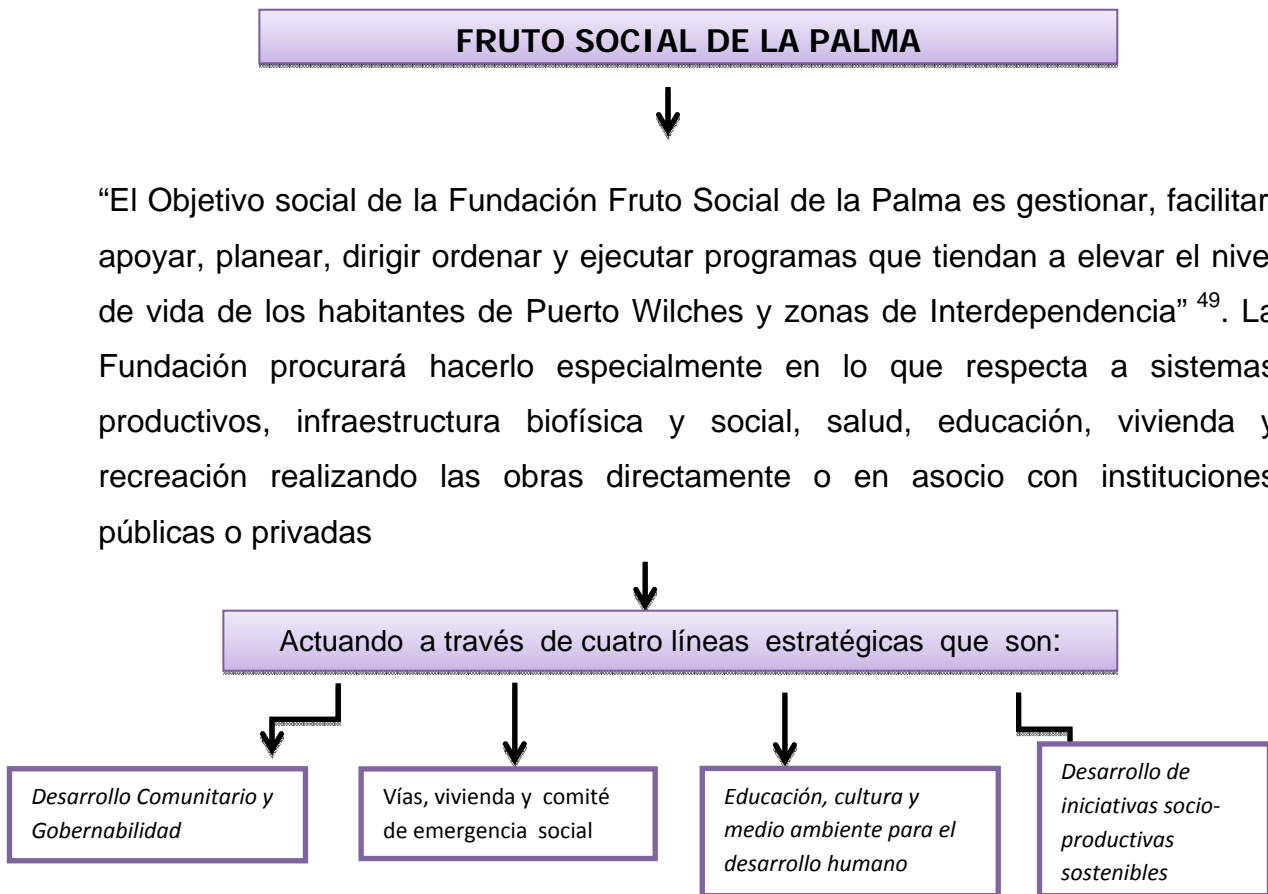 FRUTO SOCIAL DE LA PALMA
“El Objetivo social de la Fundación Fruto Social de la Palma es gestionar, facilitar
apoyar, planear, dirigir ordenar y ejecutar programas que tiendan a elevar el nive
de vida de los habitantes de Puerto Wilches y zonas de Interdependencia” 49. La
Fundación procurará hacerlo especialmente en lo que respecta a sistemas
productivos, infraestructura biofísica y social, salud, educación, vivienda y
recreación realizando las obras directamente o en asocio con instituciones
públicas o privadas
Actuando a través de cuatro líneas estratégicas que son:
Desarrollo Comunitario y
Gobernabilidad
Vías, vivienda y comité
de emergencia social
Educación, cultura y
medio ambiente para el
desarrollo humano
Desarrollo de
iniciativas socio-
productivas
sostenibles